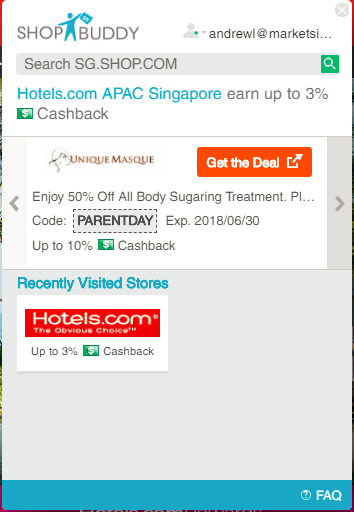 SHOP BUDDY
andrewl@marketsi...
Search SG.SHOP.COM
Hotels.com APAC Singapore earn up to 3%
$ Cashback
UNIQUE MASQUE
Get the Deal
Enjoy 50% Off All Body Sugaring Treatment. Pl...
Code: PARENTDAY Exp. 2018/06/30
Up to 10% $ Cashback
Recently Visited Stores
Hotels.com®
The Obvious Choice™
Up to 3% $ Cashback
? FAQ